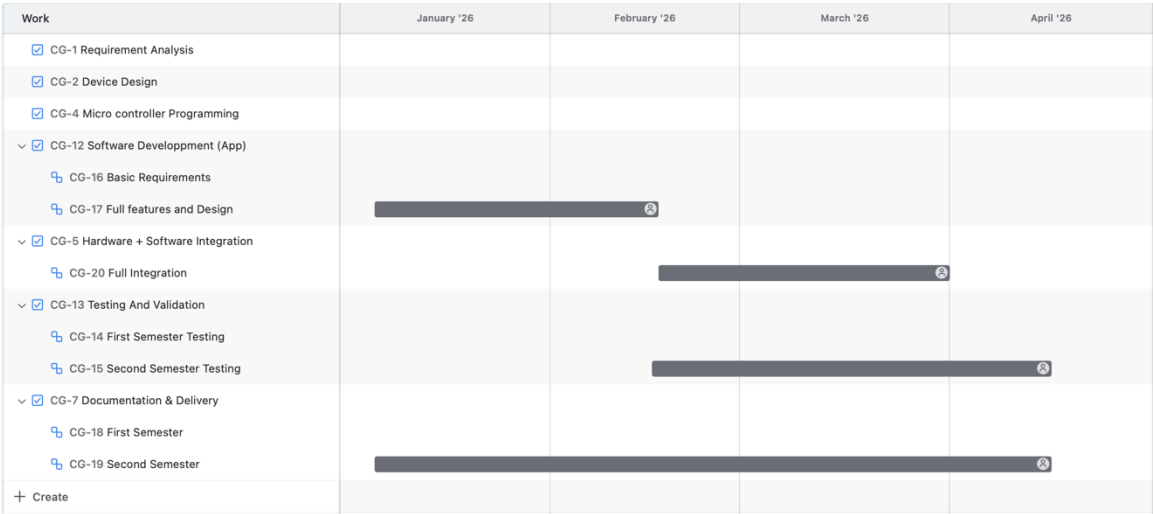 Work
January '26
February '26
March '26
April '26
CG-1 Requirement Analysis
CG-2 Device Design
CG-4 Micro controller Programming
CG-12 Software Developpment (App)
CG-16 Basic Requirements
CG-17 Full features and Design
CG-5 Hardware + Software Integration
CG-20 Full Integration
CG-13 Testing And Validation
CG-14 First Semester Testing
CG-15 Second Semester Testing
CG-7 Documentation & Delivery
CG-18 First Semester
CG-19 Second Semester
+ Create